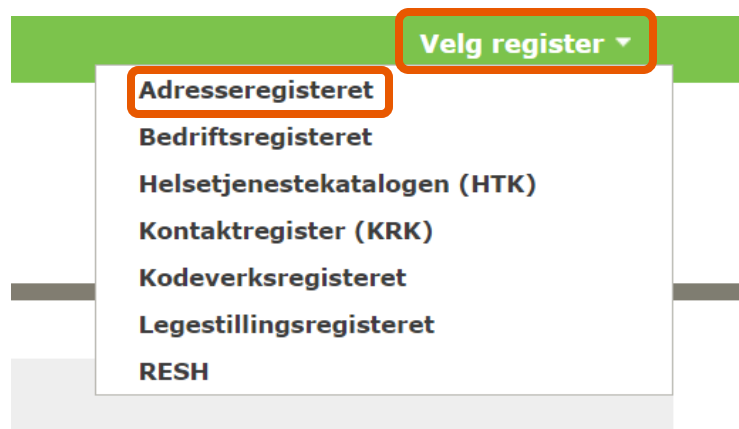 Velg register
Adresseregisteret
Bedriftsregisteret
Helsetjenestekatalogen (HTK)
Kontaktregister (KRK)
Kodeverksregisteret
Legestillingsregisteret
RESH